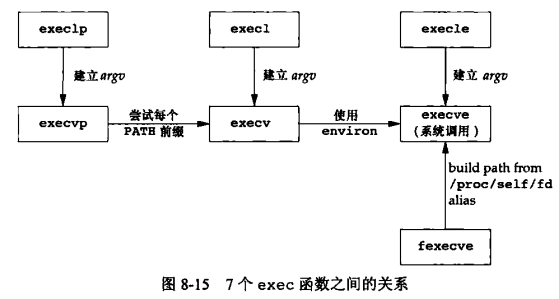 execlp
execl
execle
建立 argv
建立 argv
建立 argv
execvp
尝试每个
PATH 前缀
execv
使用
environ
execve
(系统调用)
build path from
/proc/self/fd
alias
fexecve
图 8-15 7 个 exec 函数之间的关系